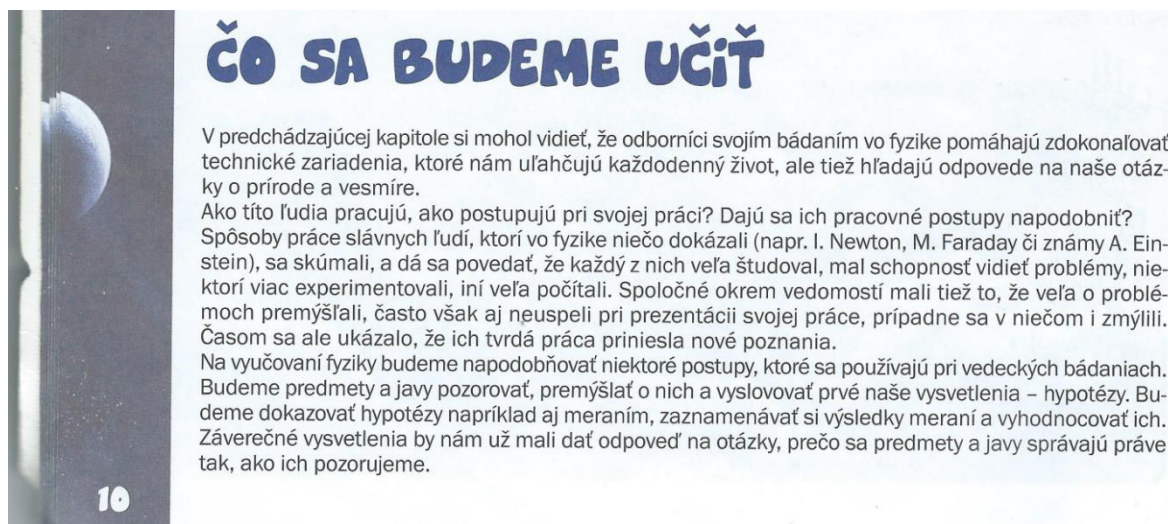 ČO SA BUDEME UČIŤ
V predchádzajúcej kapitole si mohol vidieť, že odborníci svojím bádaním vo fyzike pomáhajú zdokonaľovať
technické zariadenia, ktoré nám uľahčujú každodenný život, ale tiež hľadajú odpovede na naše otáz-
ky o prírode a vesmíre.
Ako títo ľudia pracujú, ako postupujú pri svojej práci? Dajú sa ich pracovné postupy napodobniť?
Spôsoby práce slávnych ľudí, ktorí vo fyzike niečo dokázali (napr. I. Newton, M. Faraday či známy A. Ein-
stein), sa skúmali, a dá sa povedať, že každý z nich veľa študoval, mal schopnosť vidieť problémy, nie-
ktorí viac experimentovali, iní veľa počítali. Spoločné okrem vedomostí mali tiež to, že veľa o problé-
moch premýšľali, často však aj neuspeli pri prezentácii svojej práce, prípadne sa v niečom i zmýlili.
Časom sa ale ukázalo, že ich tvrdá práca priniesla nové poznania.
Na vyučovaní fyziky budeme napodobňovať niektoré postupy, ktoré sa používajú pri vedeckých bádaniach.
Budeme predmety a javy pozorovať, premýšlať o nich a vyslovovať prvé naše vysvetlenia – hypotézy. Bu-
deme dokazovať hypotézy napríklad aj meraním, zaznamenávať si výsledky meraní a vyhodnocovať ich.
Záverečné vysvetlenia by nám už mali dať odpoveď na otázky, prečo sa predmety a javy správajú práve
tak, ako ich pozorujeme.
10